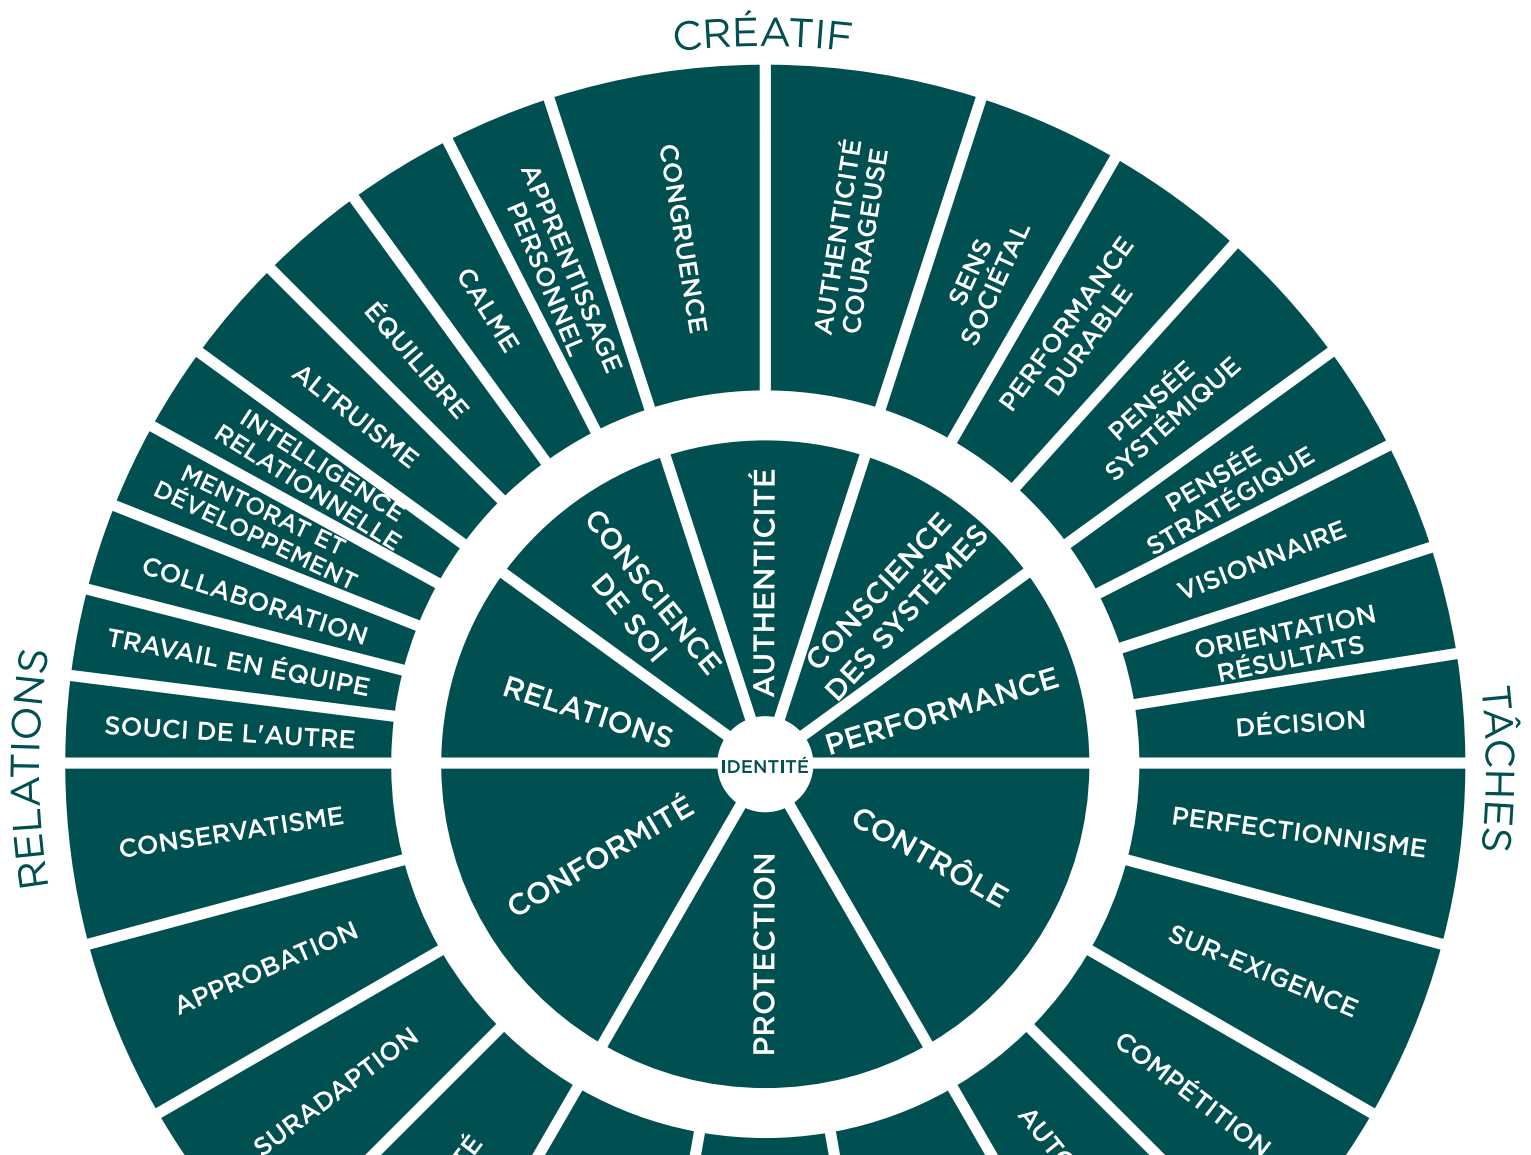 CRÉATIF
CONGRUENCE
AUTHENTICITÉ
COURAGEUSE
SENS
SOCIÉTAL
PERFORMANCE
DURABLE
PENSÉE
SYSTÉMIQUE
PENSÉE
STRATÉGIQUE
VISIONNAIRE
ORIENTATION
RÉSULTATS
DÉCISION
APPRENTISSAGE
PERSONNEL
CALME
ÉQUILIBRE
ALTRUISME
INTELLIGENCE
RELATIONNELLE
MENTORAT ET
DÉVELOPPEMENT
COLLABORATION
TRAVAIL EN ÉQUIPE
SOUCI DE L'AUTRE
RELATIONS
TÂCHES
CONSCIENCE
DE SOI
AUTHENTICITÉ
CONSCIENCE
DES SYSTÈMES
RELATIONS
PERFORMANCE
IDENTITÉ
CONFORMITÉ
PROTECTION
CONTRÔLE
CONSERVATISME
APPROBATION
SURADAPTION
PERFECTIONNISME
SUR-EXIGENCE
COMPÉTITION